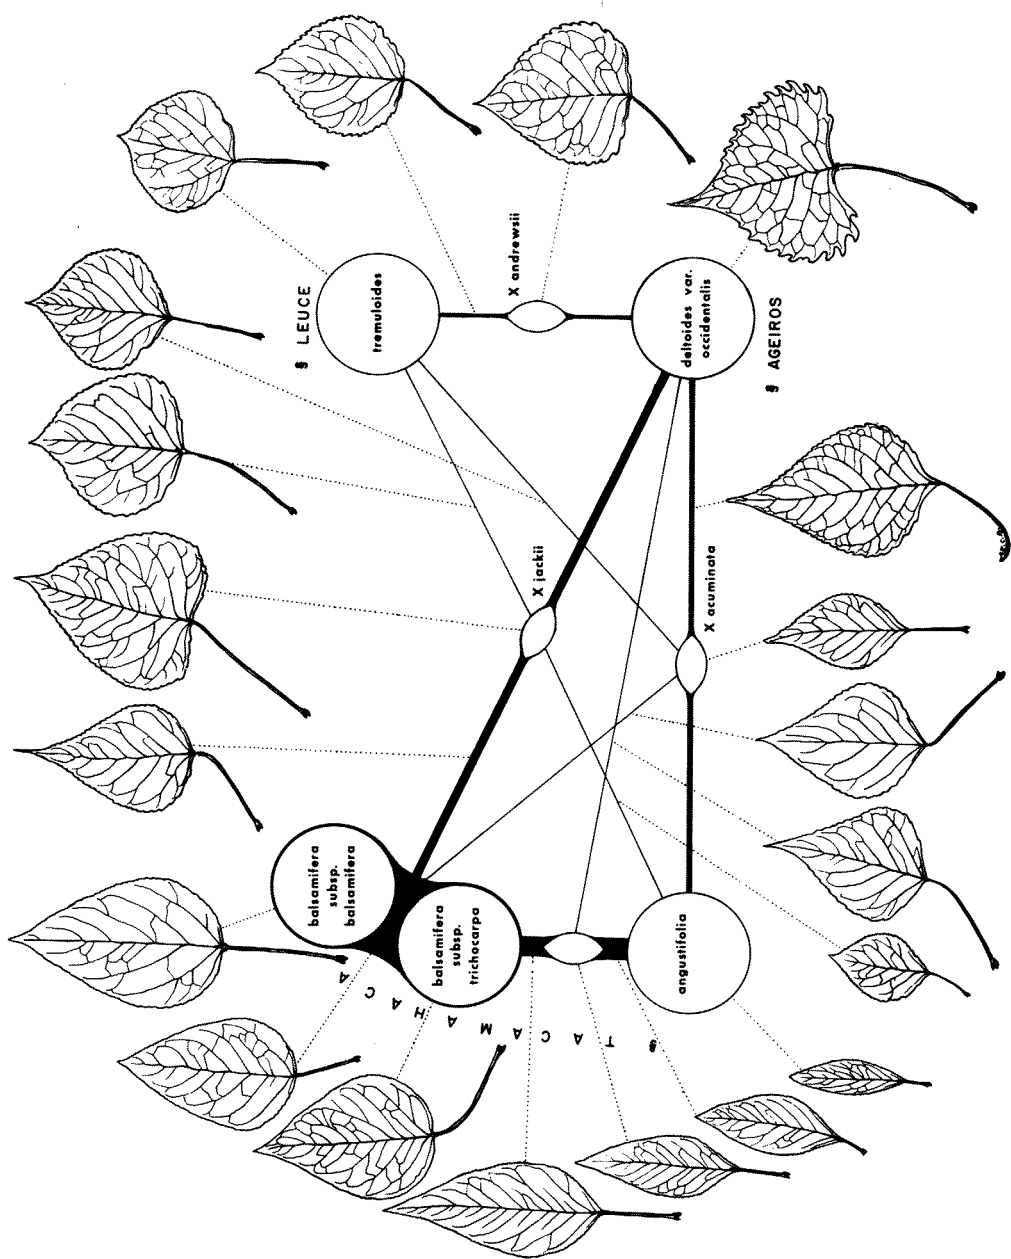 § LEUCE
tremuloides
X andrewsii
deltoides var.
occidentalis
§ AGEIROS
X jackii
X acuminata
balsamifera
subsp.
balsamifera
balsamifera
subsp.
trichocarpa
angustifolia
§ TACAMAHACA